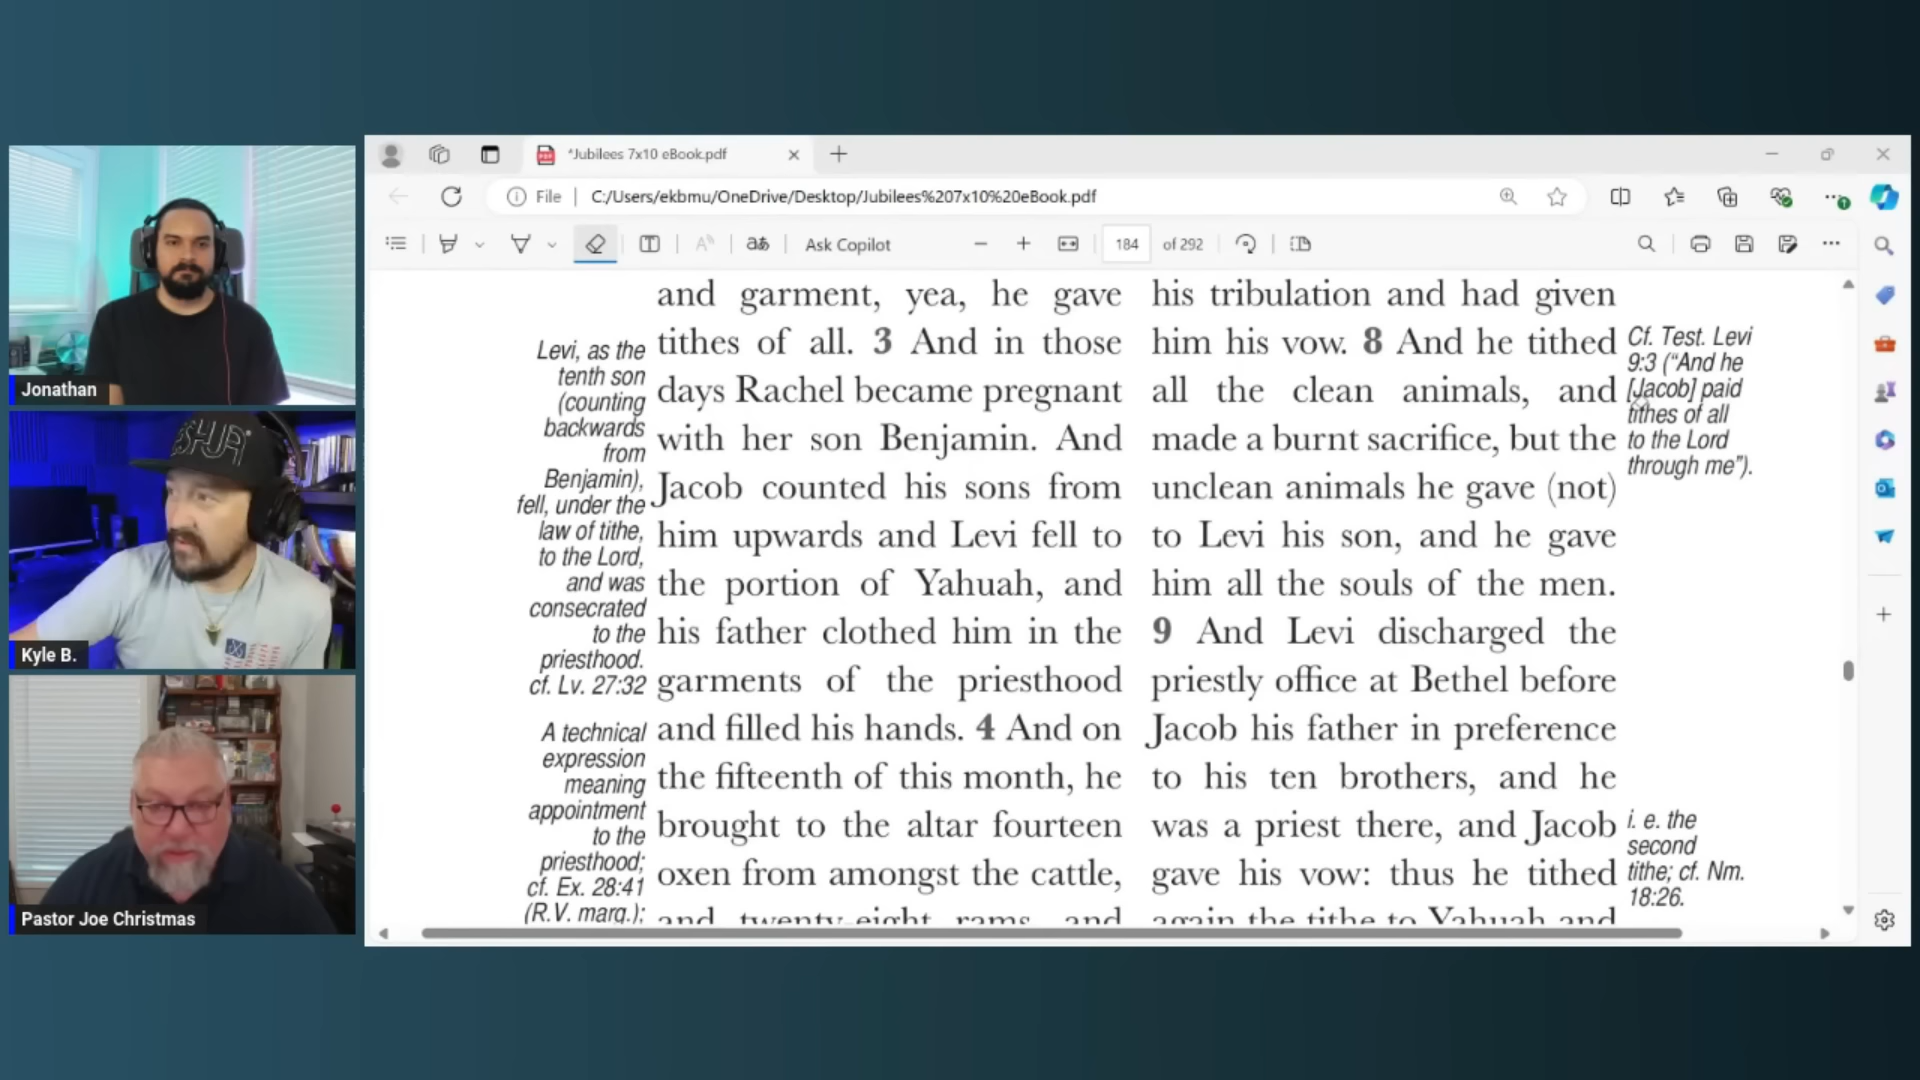 Jonathan
ESHUA
Kyle B.
Pastor Joe Christmas
*Jubilees 7x10 eBook.pdf
File
C:/Users/ekbmu/OneDrive/Desktop/Jubilees%207x10%20eBook.pdf
Ask Copilot
184 of 292
Levi, as the
tenth son
(counting
backwards
from
Benjamin),
fell, under the
law of tithe,
to the Lord,
and was
consecrated
to the
priesthood.
cf. Lv. 27:32
A technical
expression
meaning
appointment
to the
priesthood;
cf. Ex. 28:41
(R.V. marg.);
and garment, yea, he gave
tithes of all. 3 And in those
days Rachel became pregnant
with her son Benjamin. And
Jacob counted his sons from
him upwards and Levi fell to
the portion of Yahuah, and
his father clothed him in the
garments of the priesthood
and filled his hands. 4 And on
the fifteenth of this month, he
brought to the altar fourteen
oxen from amongst the cattle,
and twenty-eight rams, and
his tribulation and had given
him his vow. 8 And he tithed
all the clean animals, and
made a burnt sacrifice, but the
unclean animals he gave (not)
to Levi his son, and he gave
him all the souls of the men.
9 And Levi discharged the
priestly office at Bethel before
Jacob his father in preference
to his ten brothers, and he
was a priest there, and Jacob
gave his vow: thus he tithed
again the tithe to Yahuah and
Cf. Test. Levi
9:3 (“And he
[Jacob] paid
tithes of all
to the Lord
through me”).
i. e. the
second
tithe; cf. Nm.
18:26.